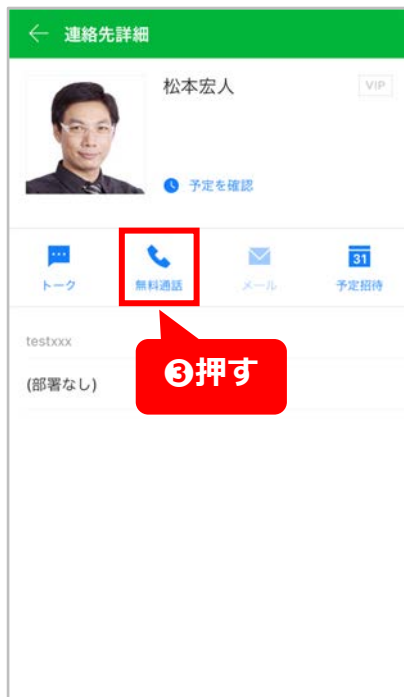 ← 連絡先詳細
松本宏人
VIP
予定を確認
31
トーク
無料通話
メール
予定招待
testxxx
(部署なし)
❸押す